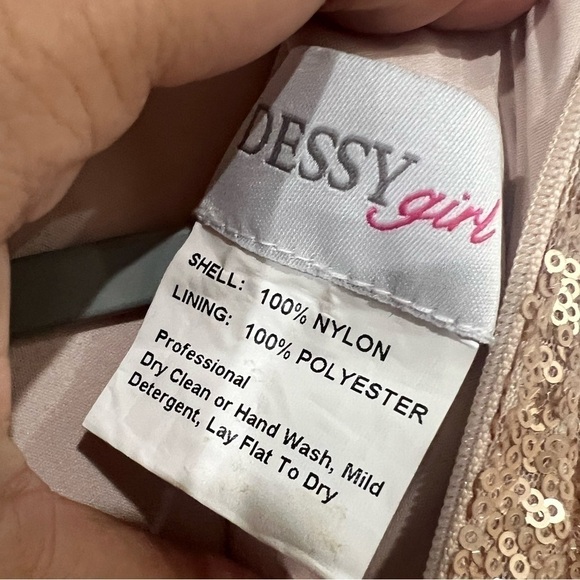 DESSY
girl
SHELL: 100% NYLON
LINING: 100% POLYESTER
Professional
Dry Clean or Hand Wash, Mild
Detergent, Lay Flat To Dry